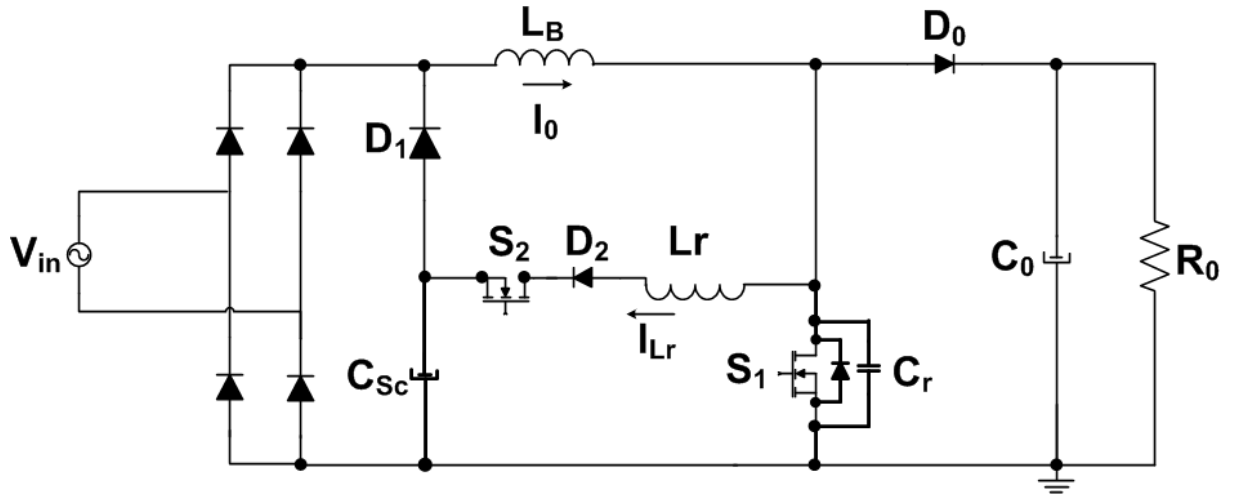 L_B
D_0
I_0
D_1
V_in
S_2
D_2
Lr
C_0
R_0
I_Lr
C_Sc
S_1
C_r